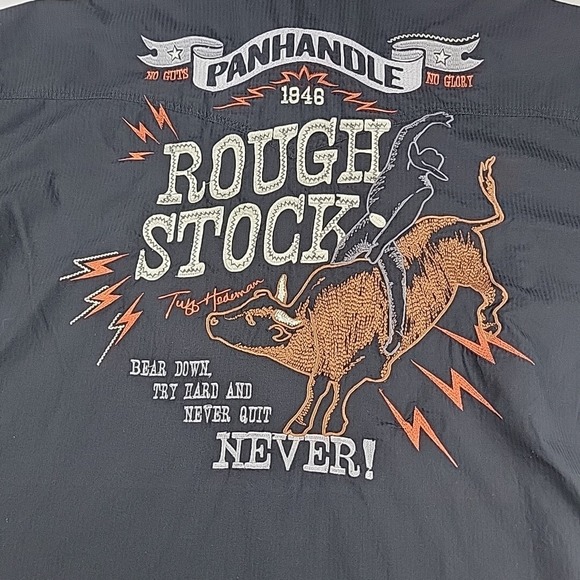 PANHANDLE
NO GUTS
NO GLORY
1946
ROUGH
STOCK
Tuff Hedeman
BEAR DOWN,
TRY HARD AND
NEVER QUIT
NEVER!